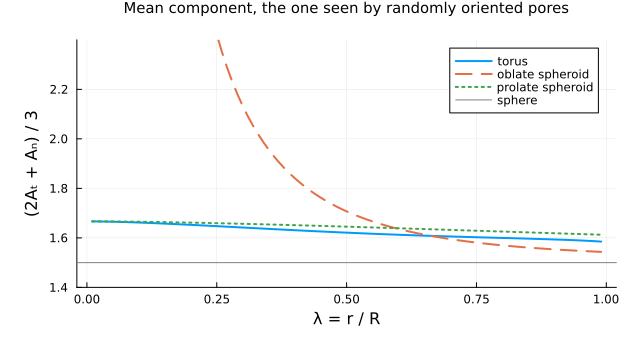 Mean component, the one seen by randomly oriented pores
(2Aₜ + Aₙ) / 3
2.2
2.0
1.8
1.6
1.4
torus
oblate spheroid
prolate spheroid
sphere
0.00
0.25
0.50
0.75
1.00
λ = r / R